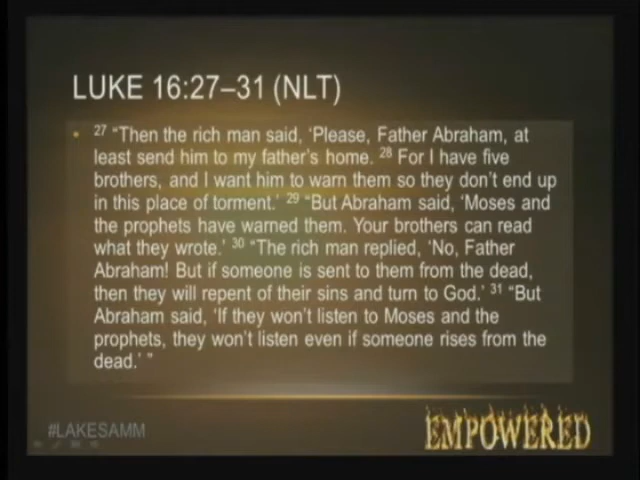 LUKE 16:27–31 (NLT)
• 27 “Then the rich man said, ‘Please, Father Abraham, at
least send him to my father’s home. 28 For I have five
brothers, and I want him to warn them so they don’t end up
in this place of torment.’ 29 “But Abraham said, ‘Moses and
the prophets have warned them. Your brothers can read
what they wrote.’ 30 “The rich man replied, ‘No, Father
Abraham! But if someone is sent to them from the dead,
then they will repent of their sins and turn to God.’ 31 “But
Abraham said, ‘If they won’t listen to Moses and the
prophets, they won’t listen even if someone rises from the
dead.’ ”
#LAKESAMM
EMPOWERED